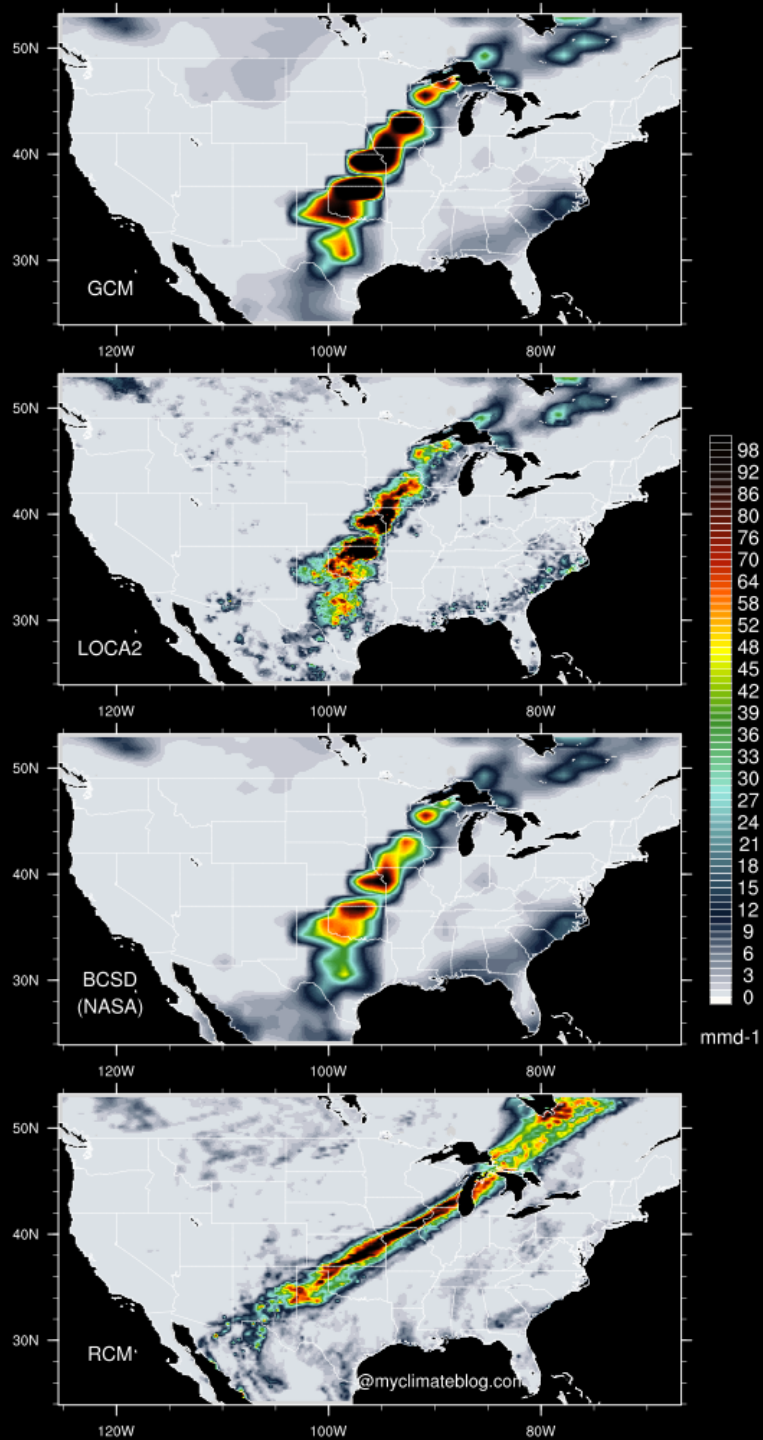 50N
40N
30N
GCM
120W
100W
80W
50N
40N
30N
LOCA2
120W
100W
80W
50N
40N
30N
BCSD
(NASA)
120W
100W
80W
50N
40N
30N
RCM
@myclimateblog.com
120W
100W
80W
98
92
86
80
76
70
64
58
52
48
45
42
39
36
33
30
27
24
21
18
15
12
9
6
3
0
mmd-1